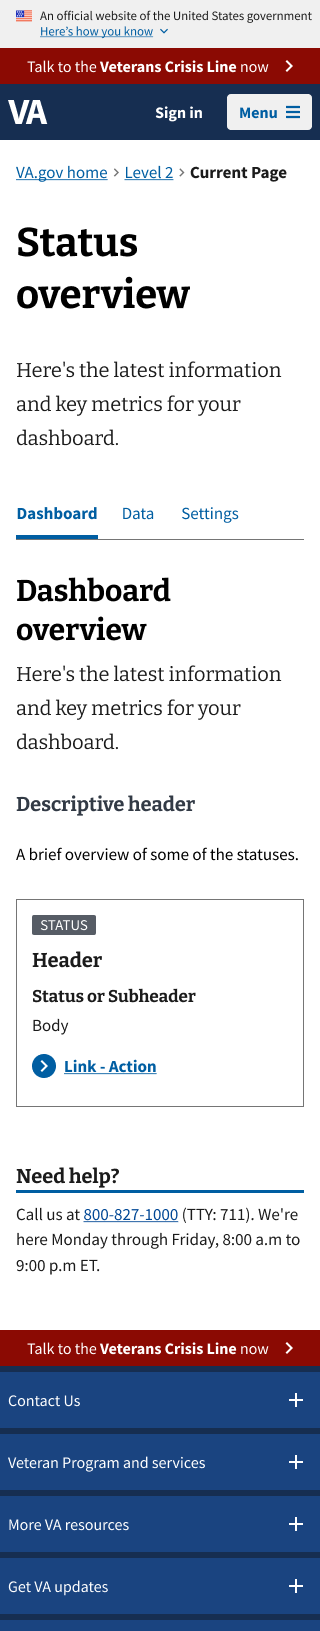 An official website of the United States government
Here's how you know
Talk to the Veterans Crisis Line now
VA
Sign in
Menu
VA.gov home > Level 2 > Current Page
Status
overview
Here's the latest information
and key metrics for your
dashboard.
Dashboard
Data
Settings
Dashboard
overview
Here's the latest information
and key metrics for your
dashboard.
Descriptive header
A brief overview of some of the statuses.
STATUS
Header
Status or Subheader
Body
Link - Action
Need help?
Call us at 800-827-1000 (TTY: 711). We're
here Monday through Friday, 8:00 a.m to
9:00 p.m ET.
Talk to the Veterans Crisis Line now
Contact Us
Veteran Program and services
More VA resources
Get VA updates